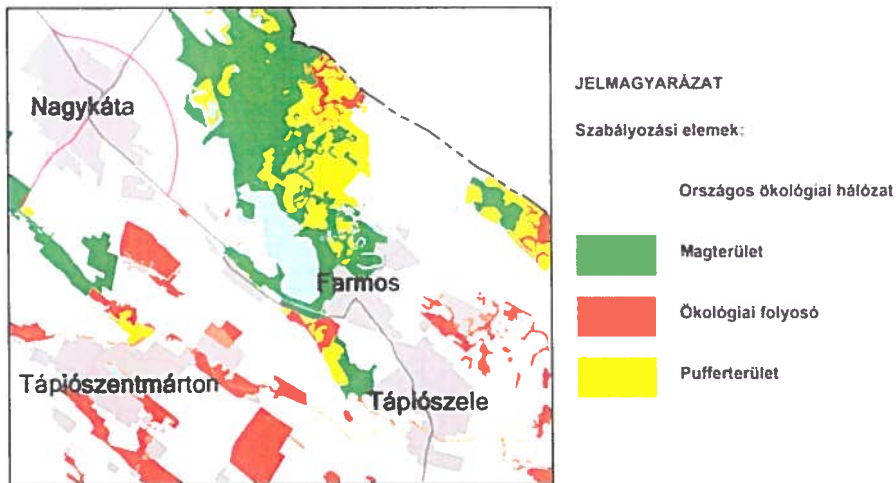 Nagykáta
Farmos
Tápiószentmárton
Tápiószele
JELMAGYARÁZAT
Szabályozási elemek:
Országos ökológiai hálózat
Magterület
Ökológiai folyosó
Pufferterület